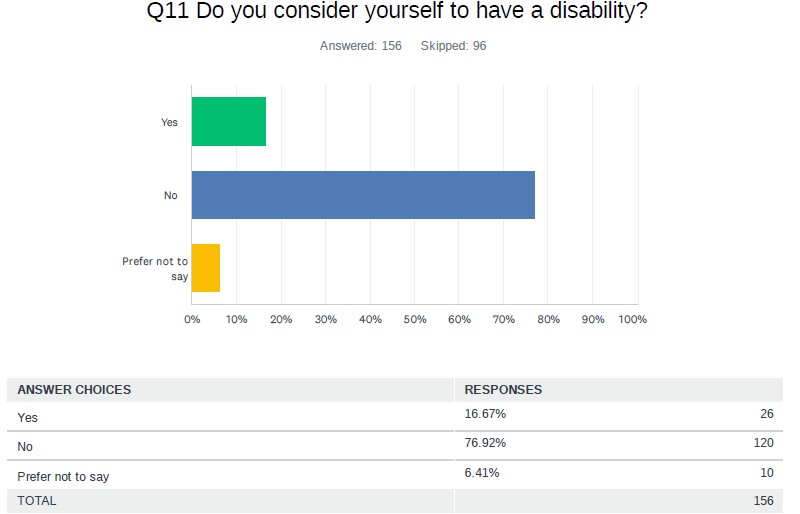 Q11 Do you consider yourself to have a disability?
Answered: 156 Skipped: 96
Yes
No
Prefer not to
say
0% 10% 20% 30% 40% 50% 60% 70% 80% 90% 100%
ANSWER CHOICES RESPONSES
Yes 16.67% 26
No 76.92% 120
Prefer not to say 6.41% 10
TOTAL 156